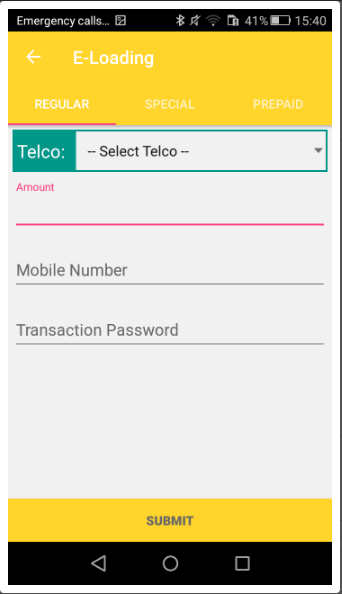 Emergency calls... 41% 15:40
E-Loading
REGULAR SPECIAL PREPAID
Telco: -- Select Telco --
Amount
Mobile Number
Transaction Password
SUBMIT